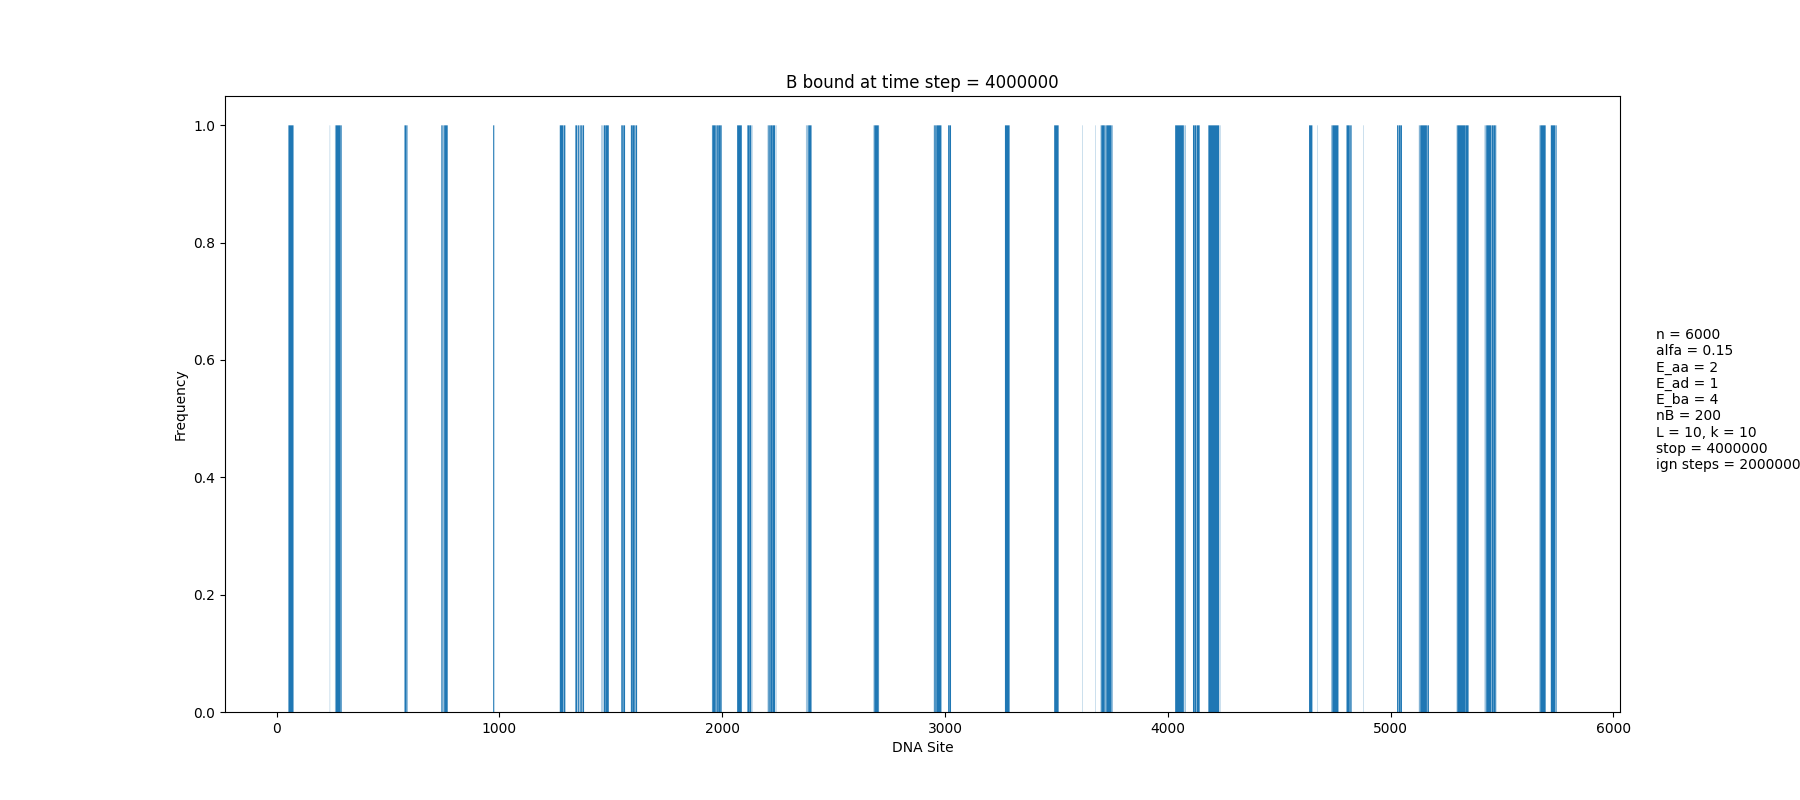 B bound at time step = 4000000
1.0
0.8
0.6
0.4
0.2
0.0
Frequency
0 1000 2000 3000 4000 5000 6000
DNA Site
n = 6000
alfa = 0.15
E_aa = 2
E_ad = 1
E_ba = 4
nB = 200
L = 10, k = 10
stop = 4000000
ign steps = 2000000